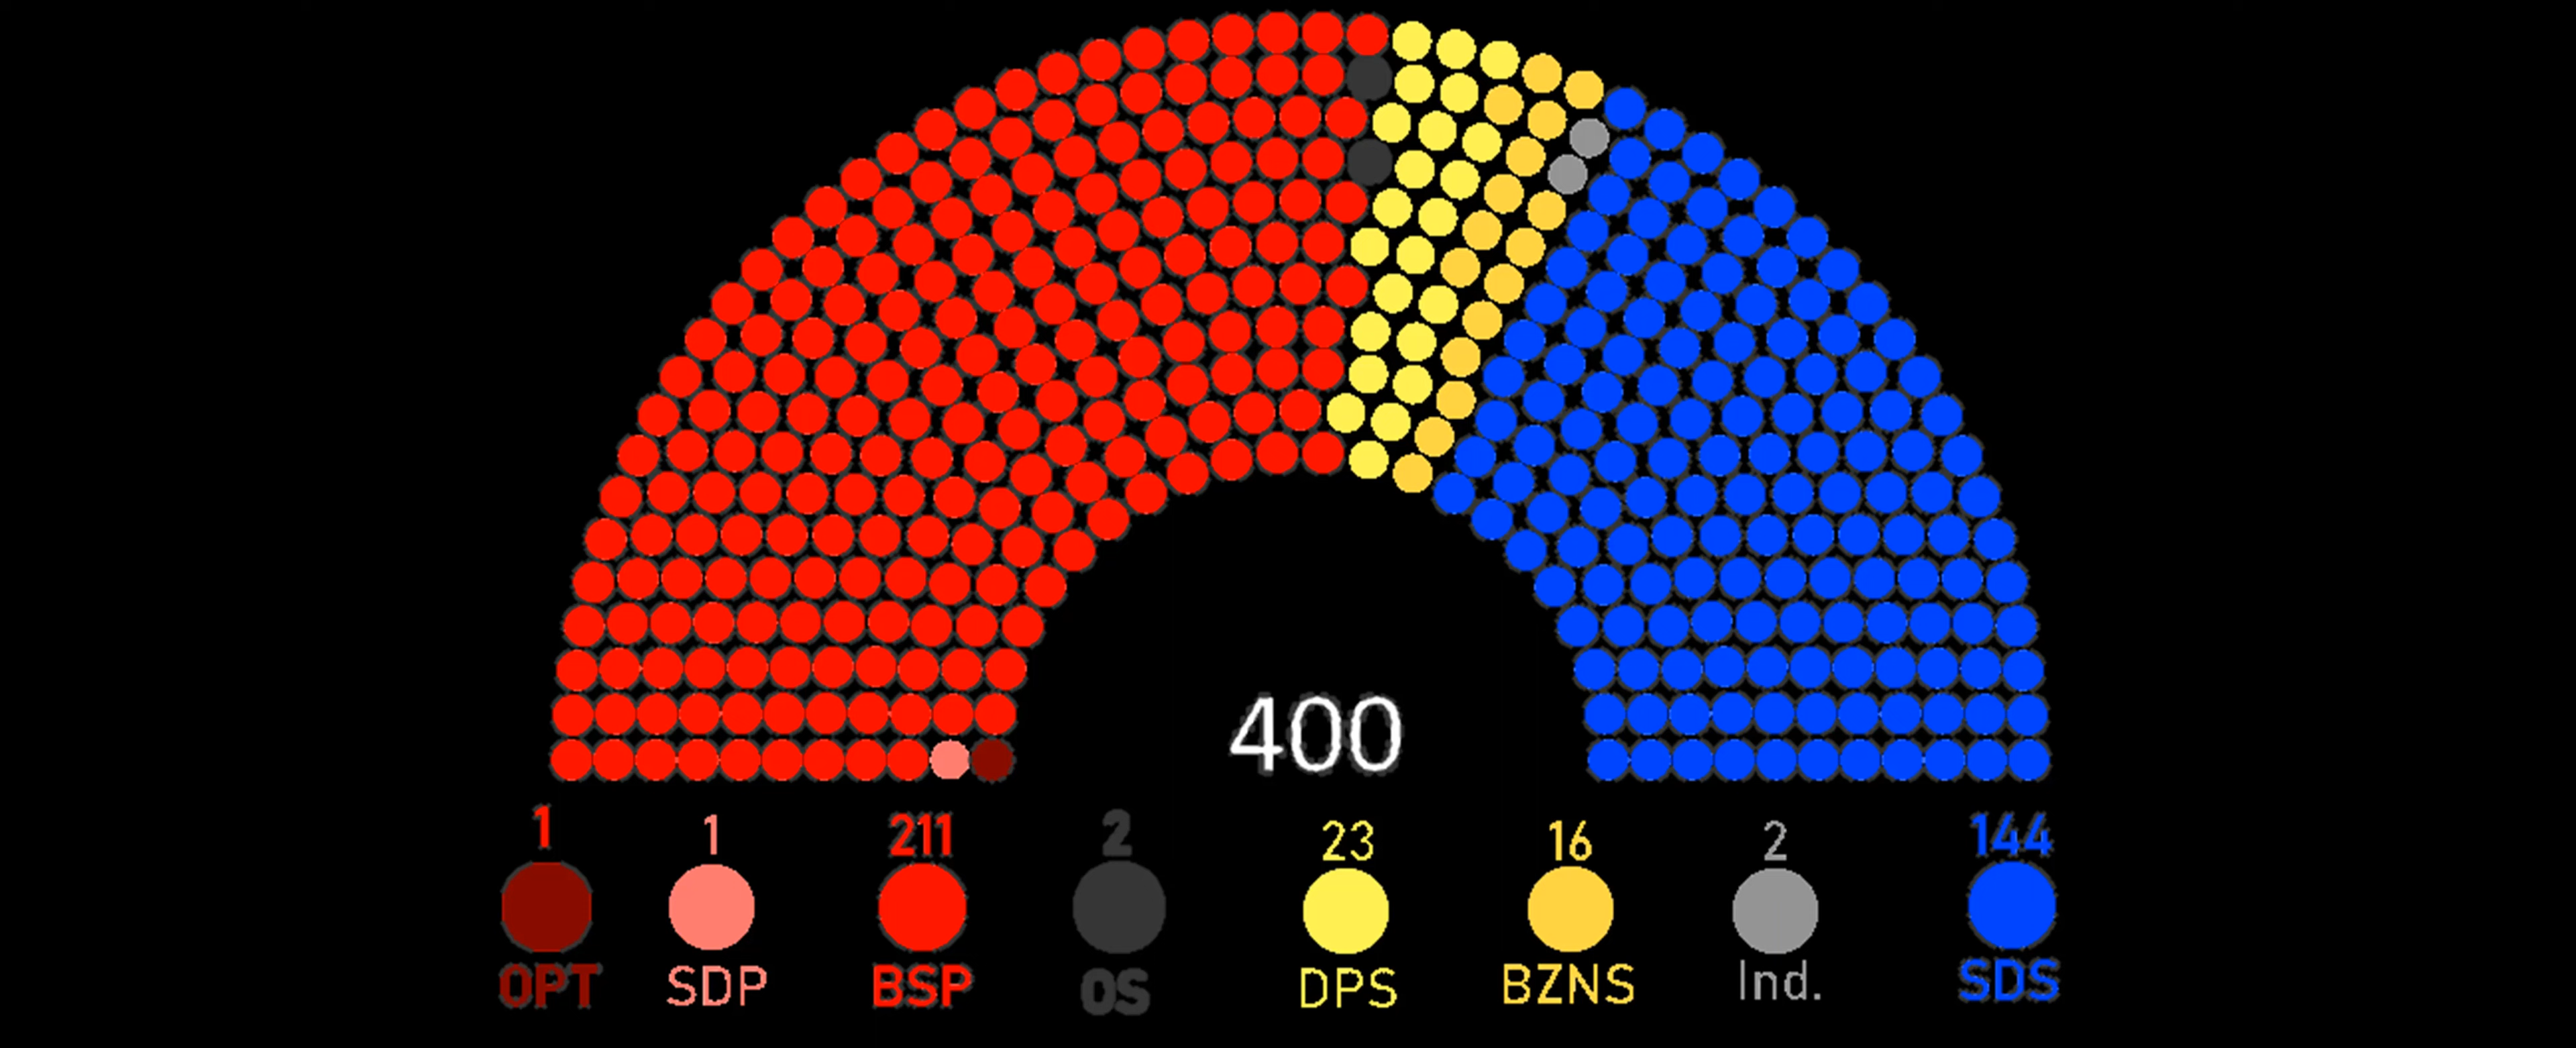 400
1 1 211 2 23 16 2 144
OPT SDP BSP OS DPS BZNS Ind. SDS